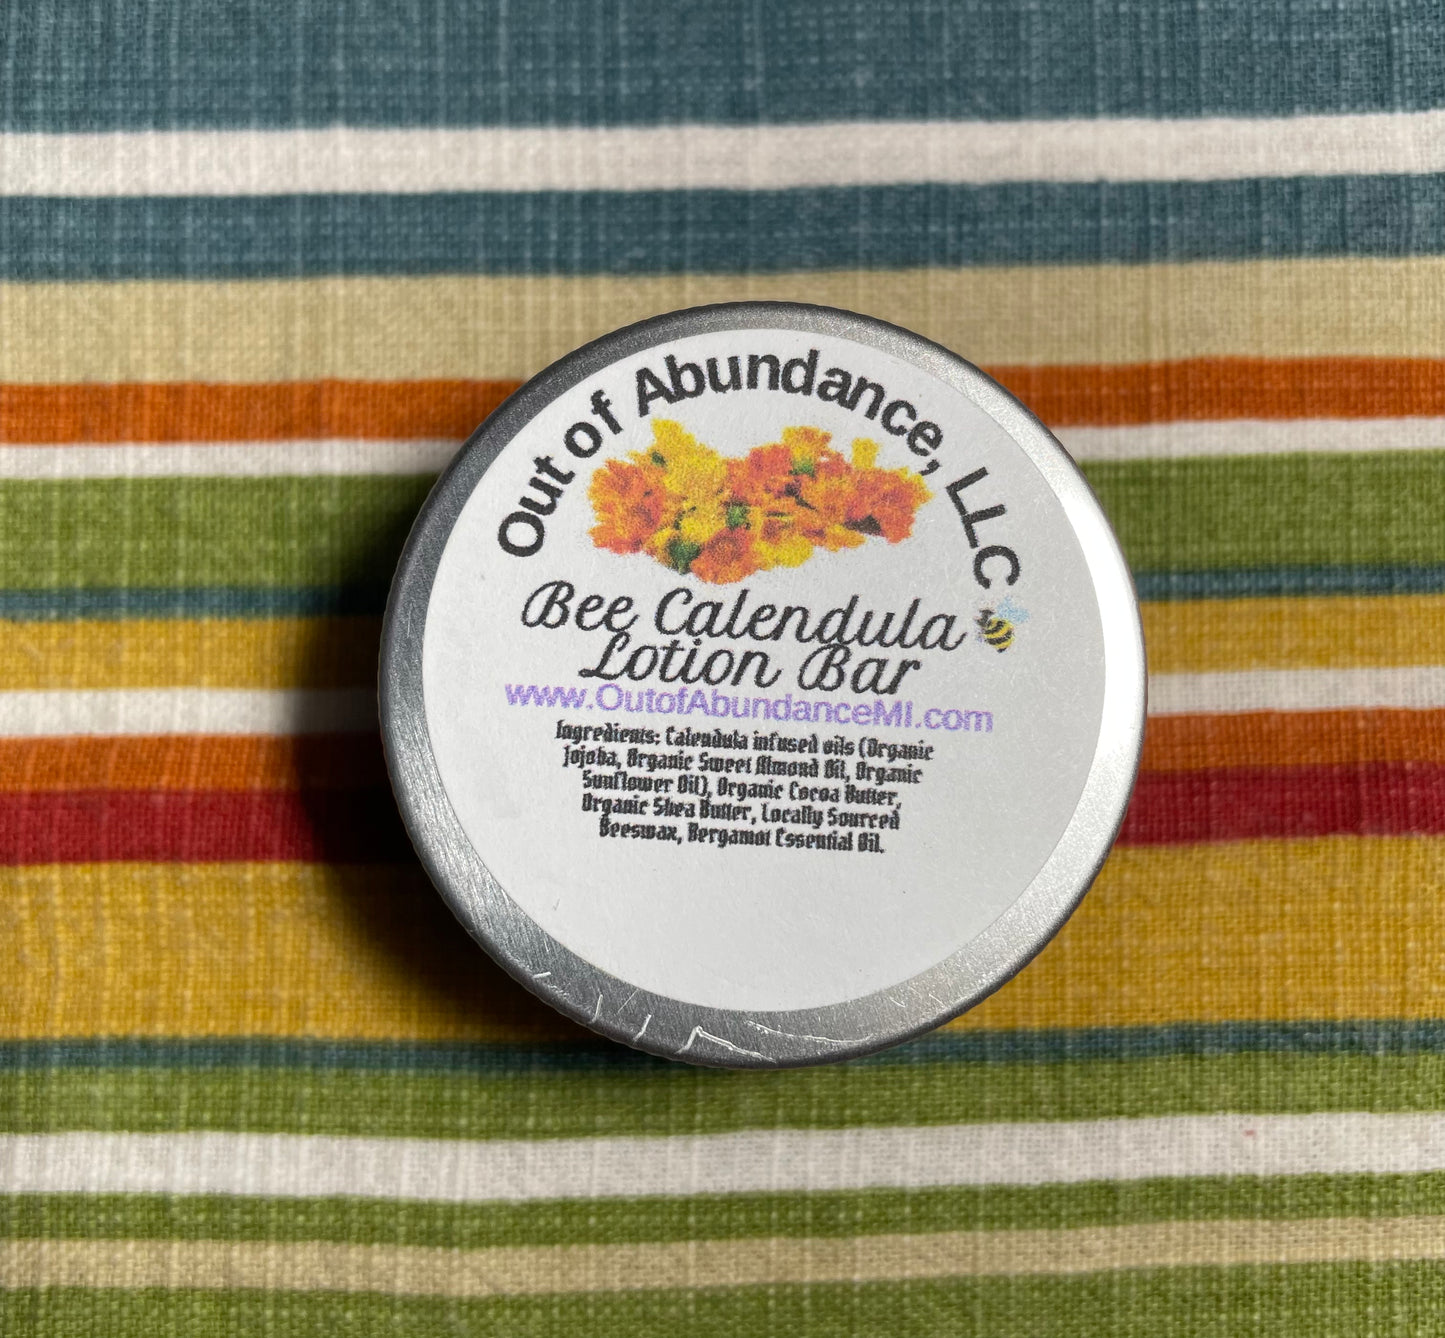 Out of Abundance, LLC
Bee Calendula
Lotion Bar
www.OutofAbundanceMI.com
Ingredients: Calendula infused oils (Organic
Jojoba, Organic Sweet Almond Oil, Organic
Sunflower Oil), Organic Cocoa Butter,
Organic Shea Butter, Locally Sourced
Beeswax, Bergamot Essential Oil.